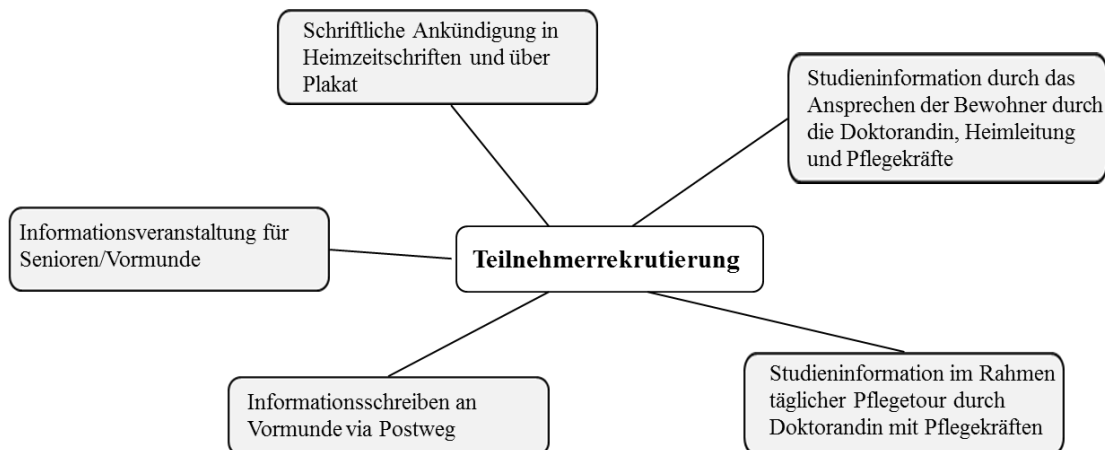 Schriftliche Ankündigung in
Heimzeitschriften und über
Plakat
Studieninformation durch das
Ansprechen der Bewohner durch
die Doktorandin, Heimleitung
und Pflegekräfte
Informationsveranstaltung für
Senioren/Vormunde
Teilnehmerrekrutierung
Informationsschreiben an
Vormunde via Postweg
Studieninformation im Rahmen
täglicher Pflegetour durch
Doktorandin mit Pflegekräften